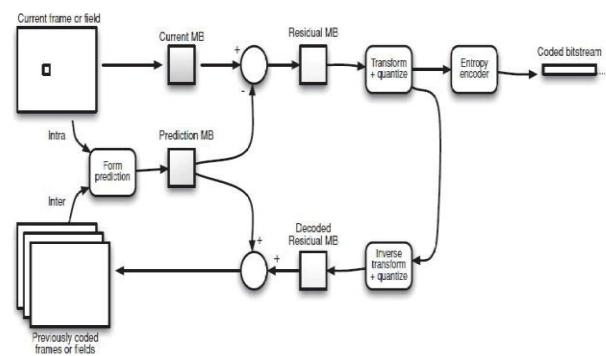 Current frame or field
Current MB
Residual MB
+
-
Transform
+ quantize
Entropy
encoder
Coded bitstream
...
Intra
Form
prediction
Prediction MB
Inter
+
+
Decoded
Residual MB
Inverse
transform
+ quantize
Previously coded
frames or fields